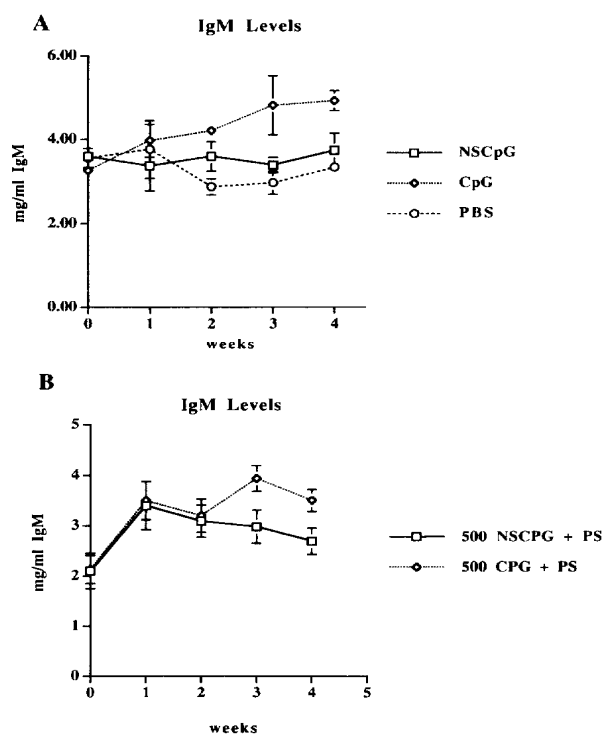 A
IgM Levels
6.00
4.00
2.00
0.00
mg/ml IgM
0 1 2 3 4
weeks
NSCpG
CpG
PBS
B
IgM Levels
5
4
3
2
1
0
mg/ml IgM
0 1 2 3 4 5
weeks
500 NSCPG + PS
500 CPG + PS